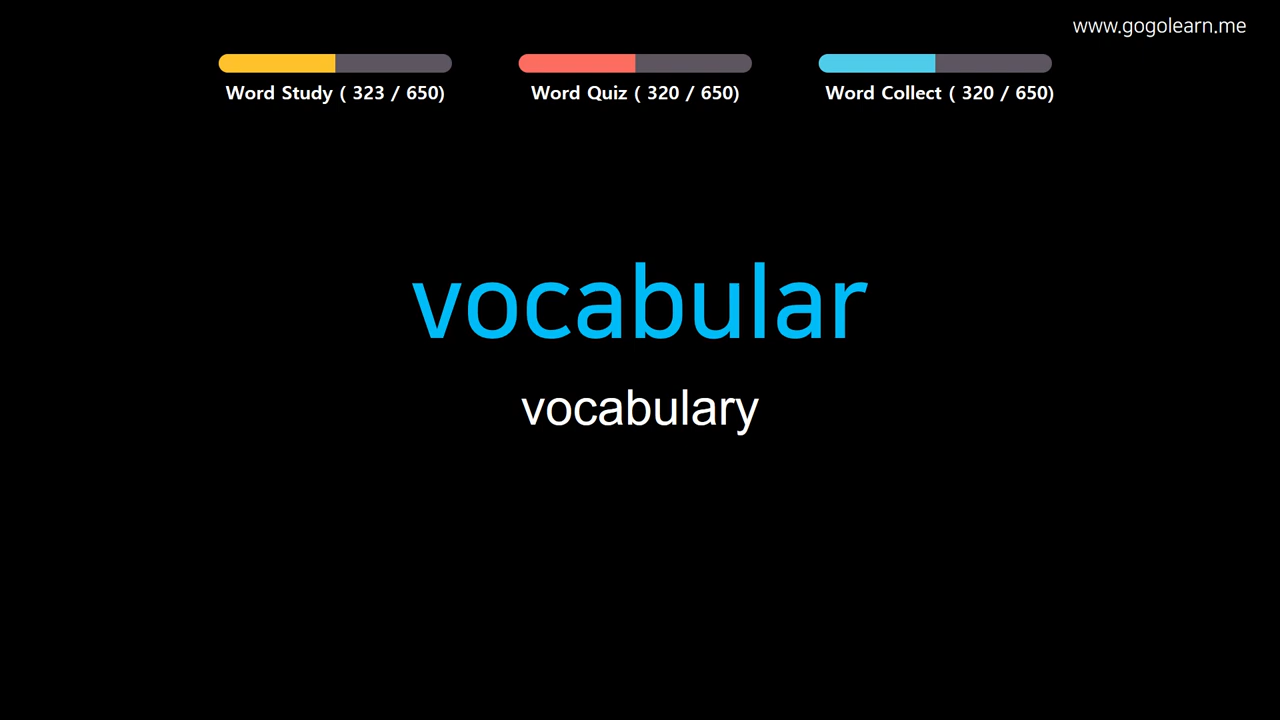 www.gogolearn.me
Word Study ( 323 / 650)
Word Quiz ( 320 / 650)
Word Collect ( 320 / 650)
vocabular
vocabulary